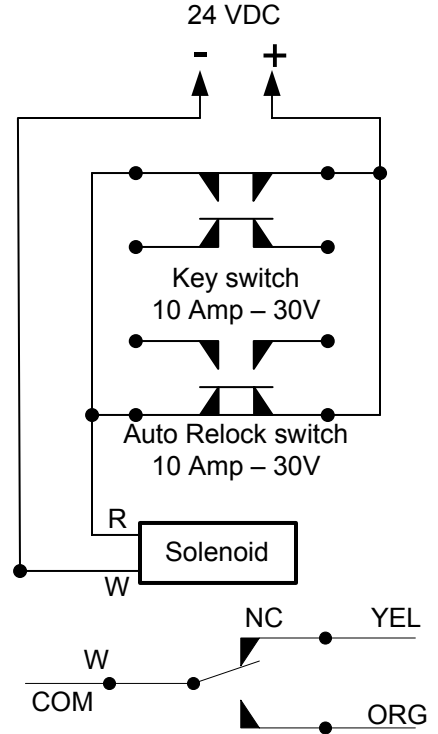 24 VDC
- +
Key switch
10 Amp – 30V
Auto Relock switch
10 Amp – 30V
R
Solenoid
W
NC YEL
W
COM
ORG